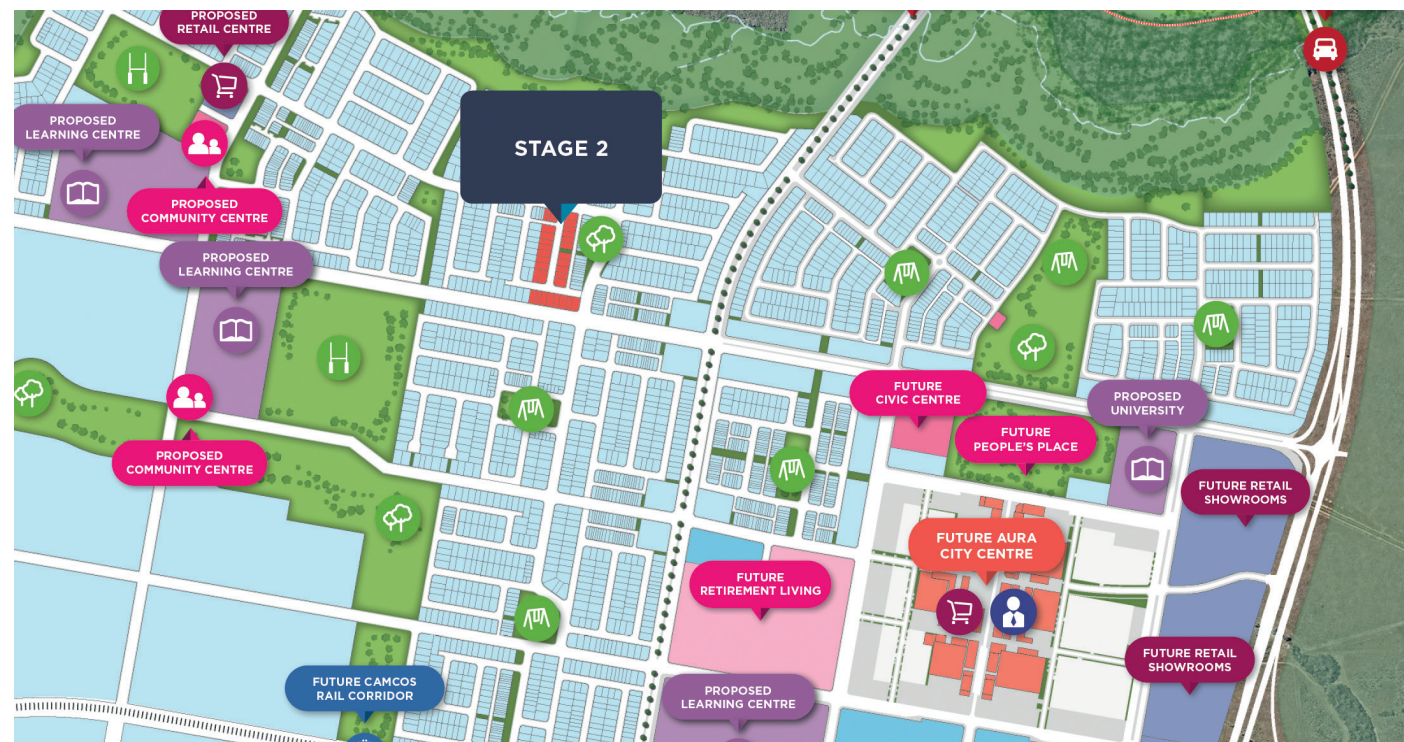 PROPOSED
RETAIL CENTRE
PROPOSED
LEARNING CENTRE
STAGE 2
PROPOSED
COMMUNITY CENTRE
PROPOSED
LEARNING CENTRE
FUTURE
CIVIC CENTRE
PROPOSED
UNIVERSITY
FUTURE
PEOPLE'S PLACE
PROPOSED
COMMUNITY CENTRE
FUTURE RETAIL
SHOWROOMS
FUTURE AURA
CITY CENTRE
FUTURE
RETIREMENT LIVING
FUTURE RETAIL
SHOWROOMS
FUTURE CAMCOS
RAIL CORRIDOR
PROPOSED
LEARNING CENTRE